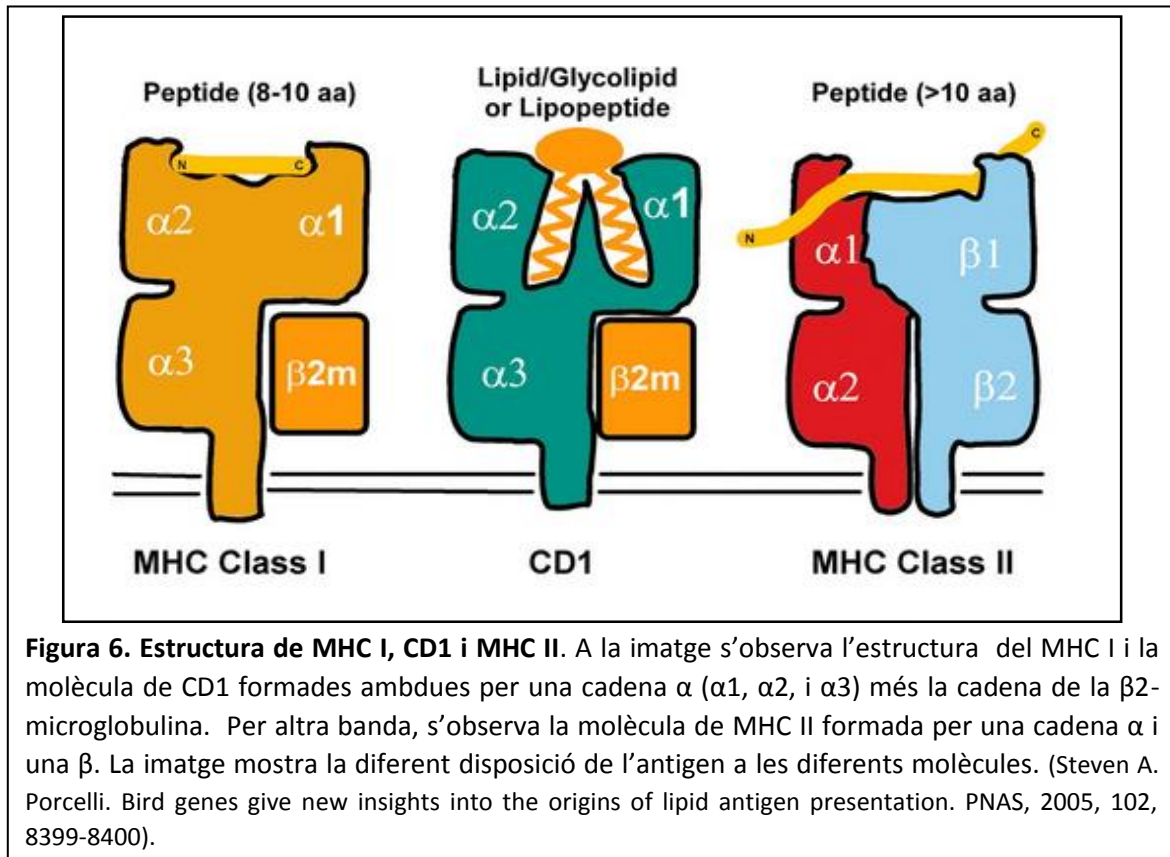 Peptide (8-10 aa)
Lipid/Glycolipid
or Lipopeptide
Peptide (>10 aa)
N
C
α2
α1
α3
β2m
α2
α1
α3
β2m
C
N
α1
β1
α2
β2
MHC Class I
CD1
MHC Class II
Figura 6. Estructura de MHC I, CD1 i MHC II. A la imatge s’observa l’estructura del MHC I i la
molècula de CD1 formades ambdues per una cadena α (α1, α2, i α3) més la cadena de la β2-
microglobulina. Per altra banda, s’observa la molècula de MHC II formada per una cadena α i
una β. La imatge mostra la diferent disposició de l’antigen a les diferents molècules. (Steven A.
Porcelli. Bird genes give new insights into the origins of lipid antigen presentation. PNAS, 2005, 102,
8399-8400).